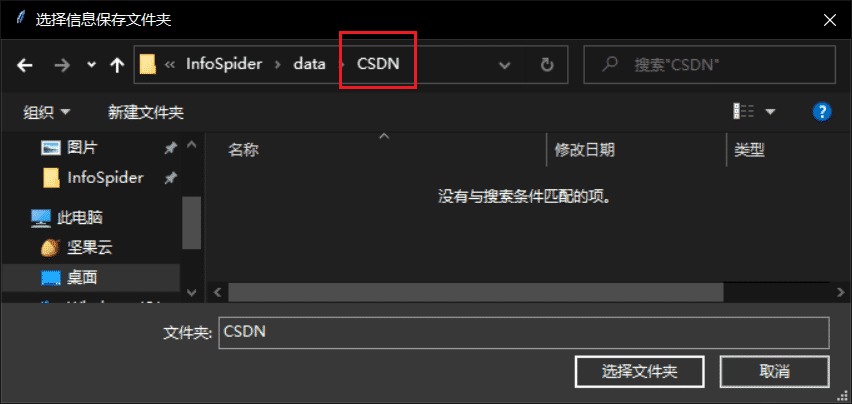 选择信息保存文件夹
« InfoSpider › data › CSDN
搜索"CSDN"
组织 新建文件夹
图片
InfoSpider
此电脑
坚果云
桌面
名称 修改日期 类型
没有与搜索条件匹配的项。
文件夹: CSDN
选择文件夹 取消